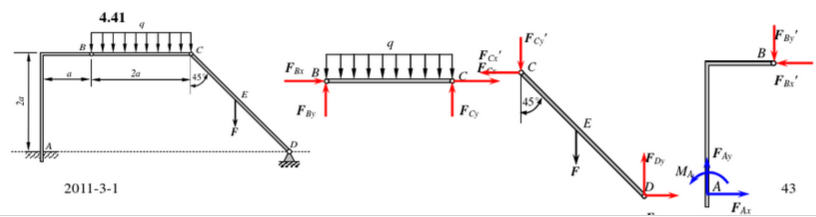 4.41
q
B
C
a
2a
45°
2a
E
F
A
D
2011-3-1
q
F_Bx B
C
F_By
F_Cy
F_Cy'
F_Cx'
F_Cx
C
45°
E
F
F_Dy
D
F_By'
B
F_Bx'
F_Ay
M_A
A
F_Ax
43